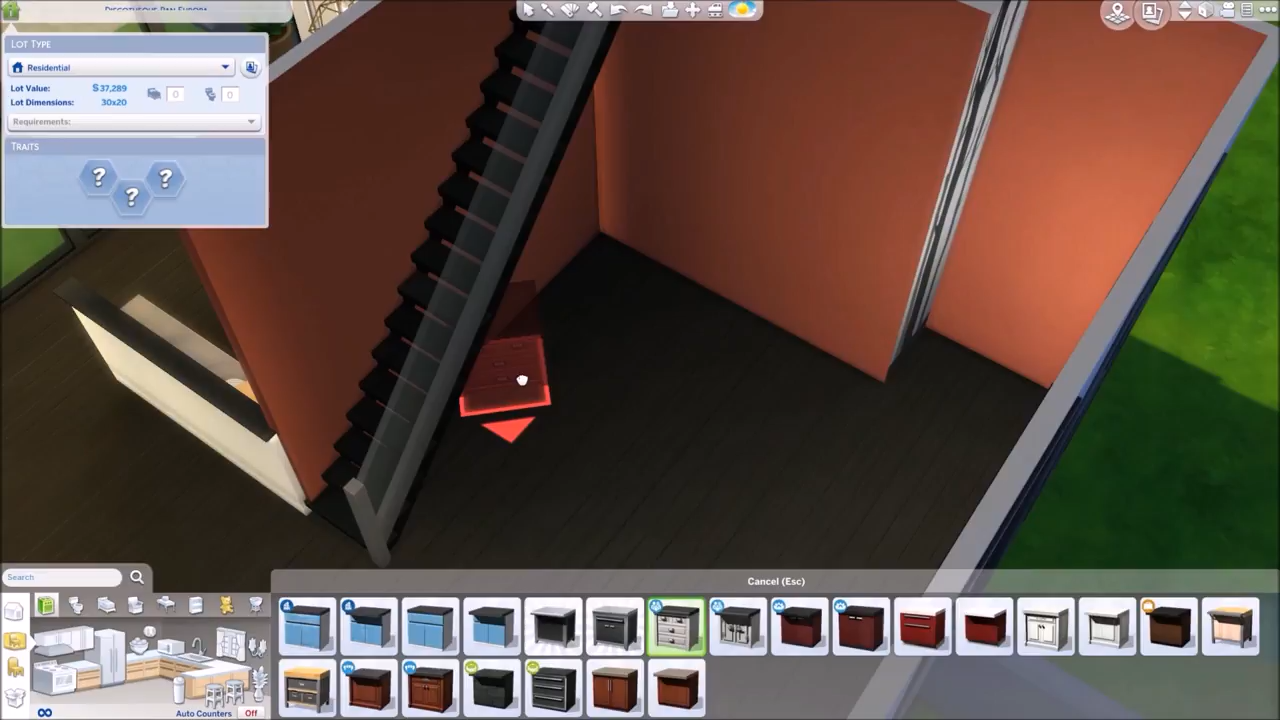 LOT TYPE
Residential
Lot Value: §37,289
Lot Dimensions: 30x20
0
0
Requirements:
TRAITS
? ? ?
Search
Cancel (Esc)
Auto Counters Off